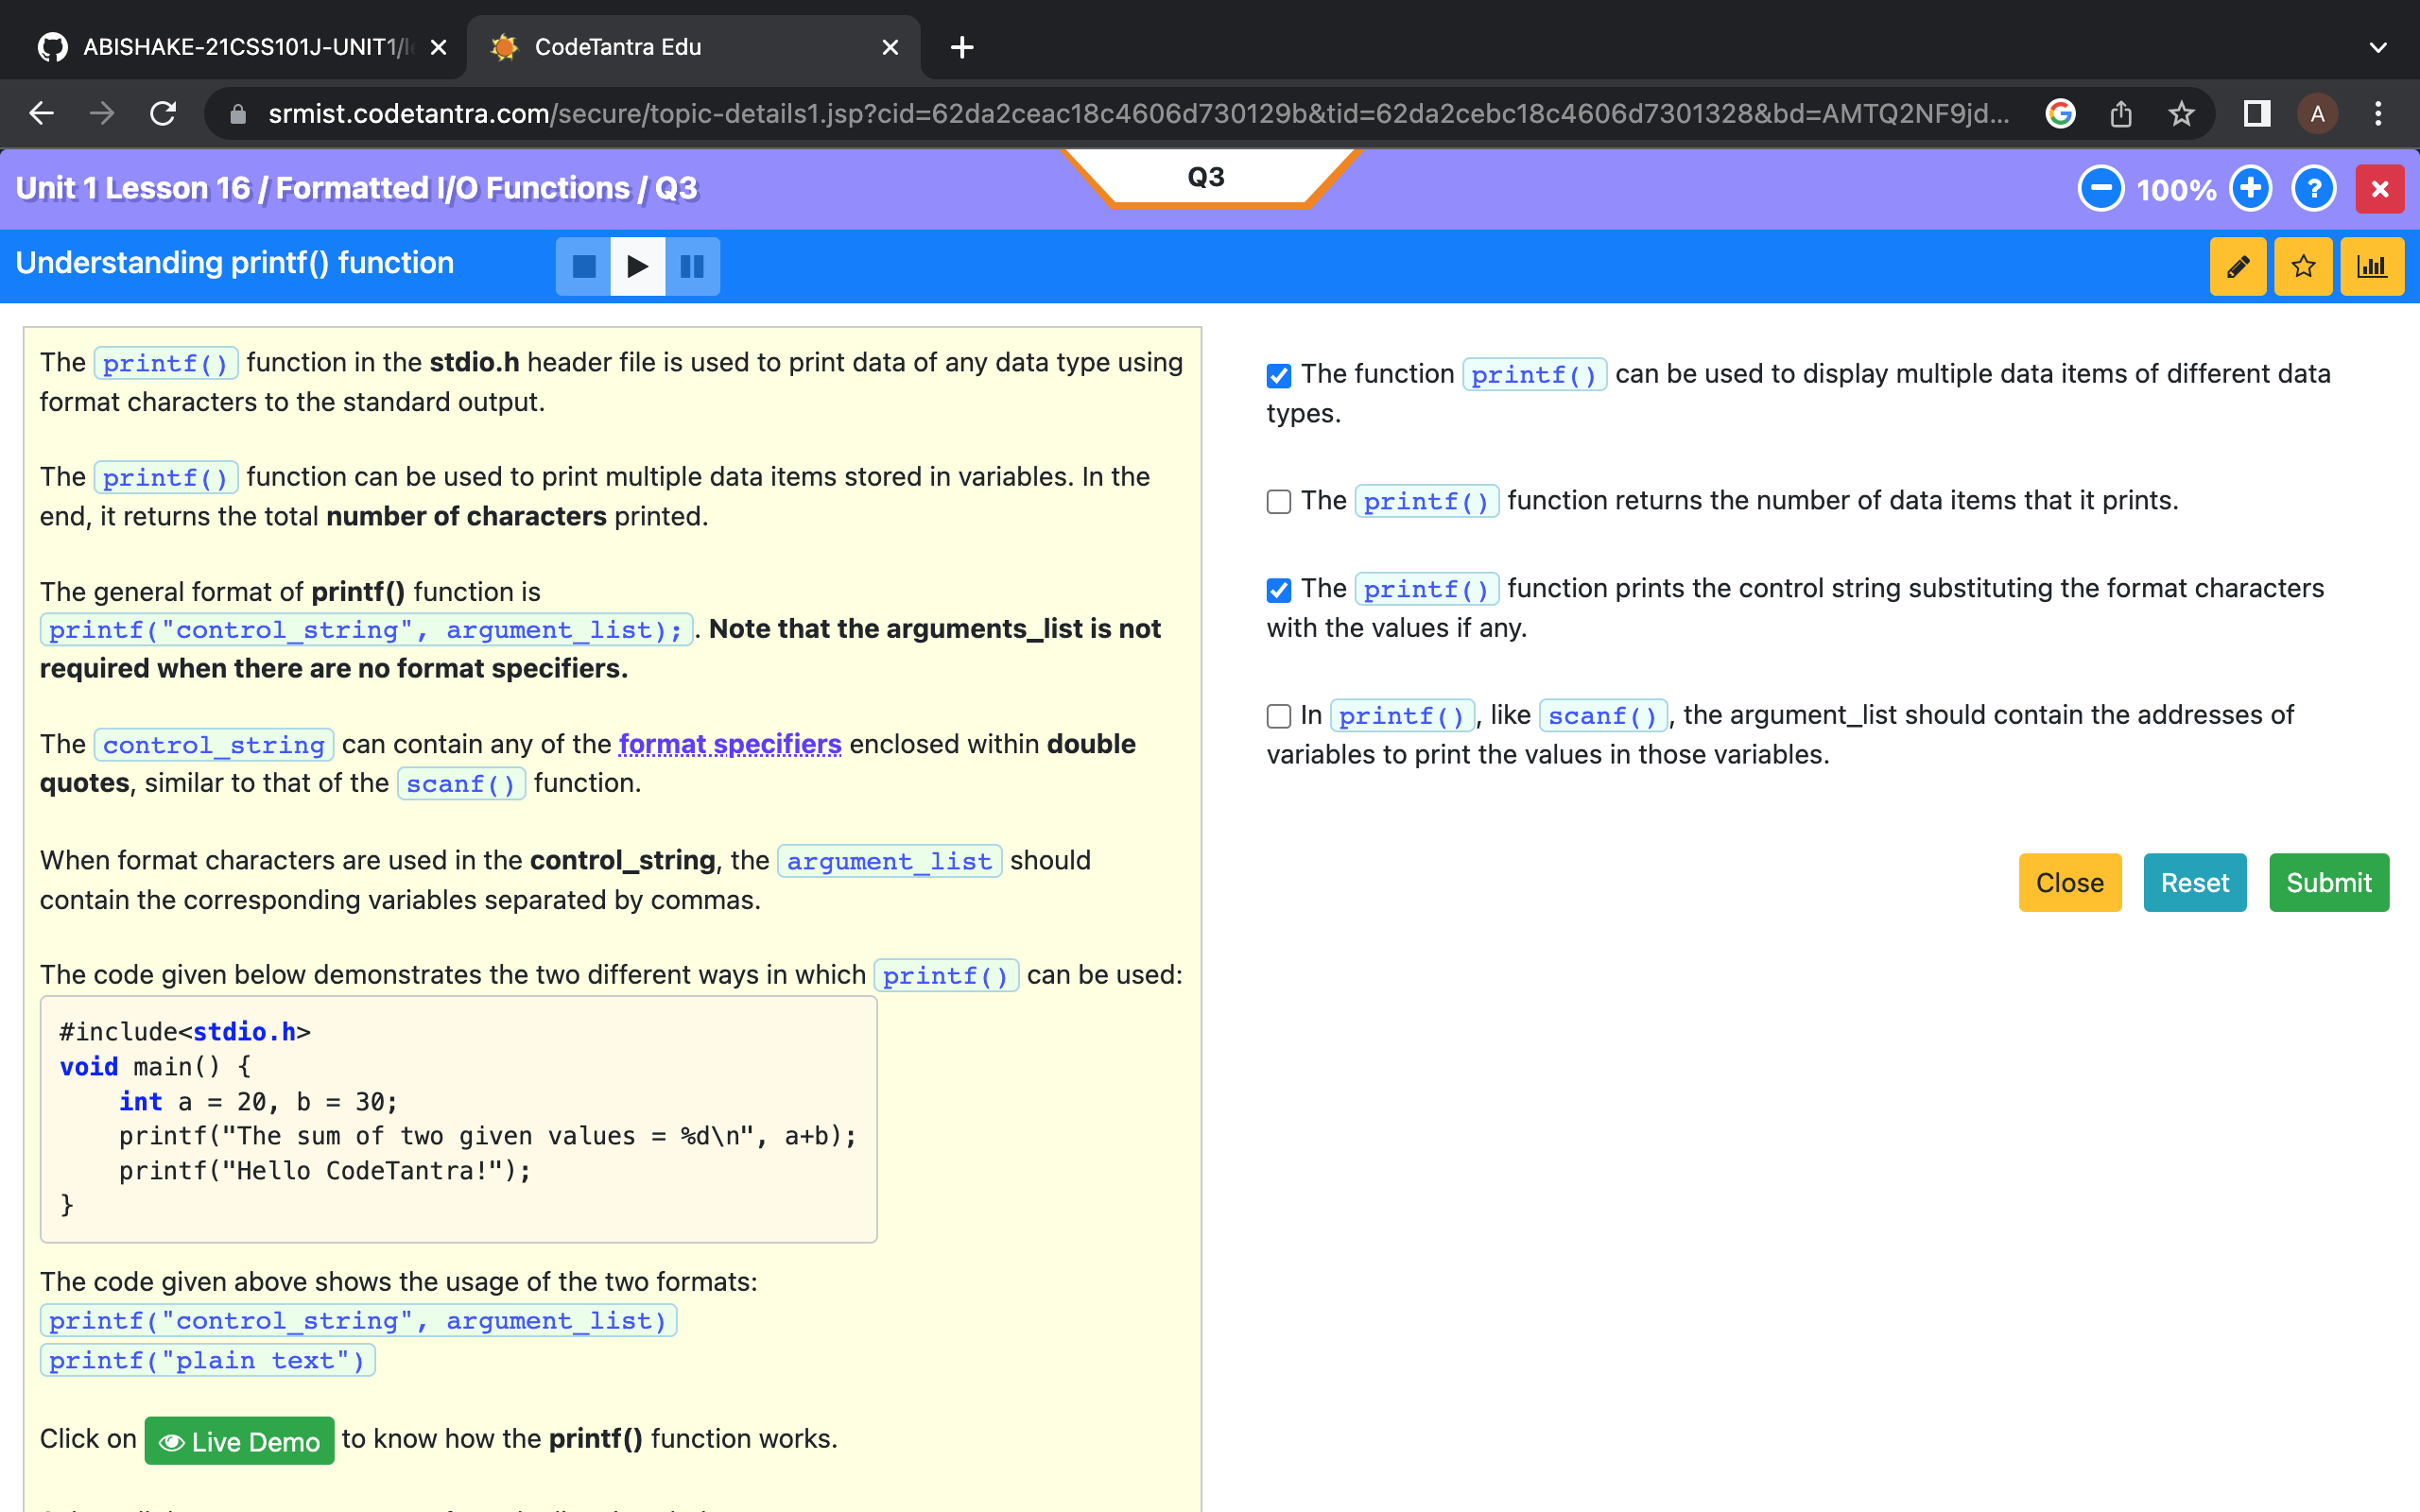 ABISHAKE-21CSS101J-UNIT1/l
CodeTantra Edu
srmist.codetantra.com/secure/topic-details1.jsp?cid=62da2ceac18c4606d730129b&tid=62da2cebc18c4606d7301328&bd=AMTQ2NF9jd...
A
Unit 1 Lesson 16 / Formatted I/O Functions / Q3
Q3
100%
?
Understanding printf() function
The printf() function in the stdio.h header file is used to print data of any data type using
format characters to the standard output.
The printf() function can be used to print multiple data items stored in variables. In the
end, it returns the total number of characters printed.
The general format of printf() function is
printf("control_string", argument_list);. Note that the arguments_list is not
required when there are no format specifiers.
The control_string can contain any of the format specifiers enclosed within double
quotes, similar to that of the scanf() function.
When format characters are used in the control_string, the argument_list should
contain the corresponding variables separated by commas.
The code given below demonstrates the two different ways in which printf() can be used:
#include<stdio.h>
void main() {
    int a = 20, b = 30;
    printf("The sum of two given values = %d\n", a+b);
    printf("Hello CodeTantra!");
}
The code given above shows the usage of the two formats:
printf("control_string", argument_list)
printf("plain text")
Click on Live Demo to know how the printf() function works.
The function printf() can be used to display multiple data items of different data
types.
The printf() function returns the number of data items that it prints.
The printf() function prints the control string substituting the format characters
with the values if any.
In printf(), like scanf(), the argument_list should contain the addresses of
variables to print the values in those variables.
Close
Reset
Submit